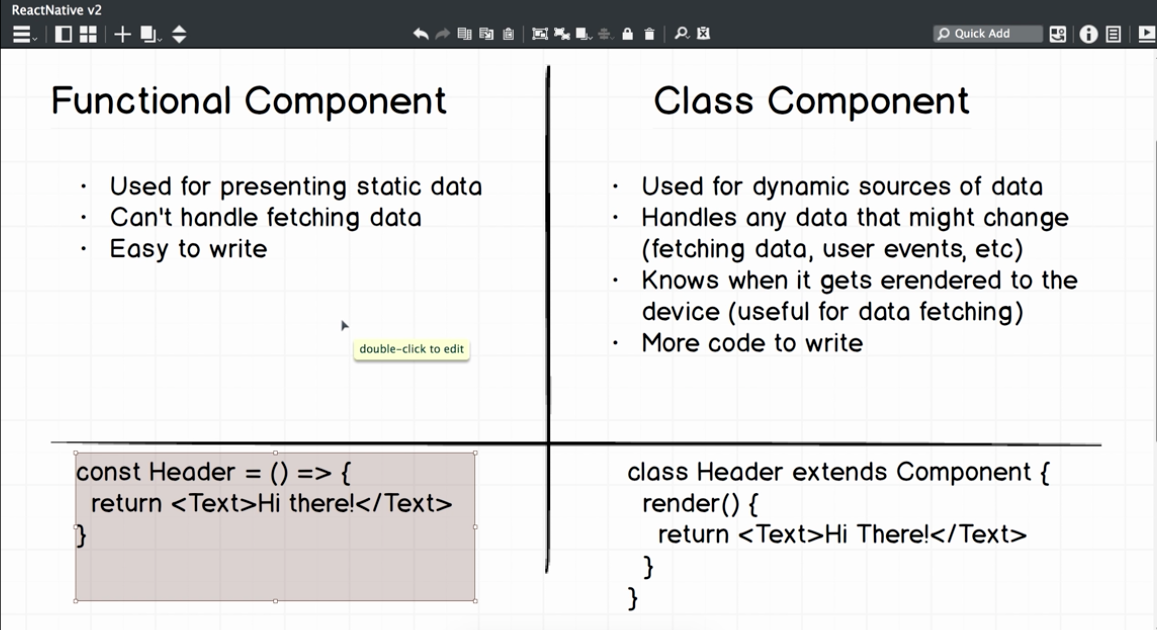 ReactNative v2
Quick Add
Functional Component
Class Component
· Used for presenting static data
· Can't handle fetching data
· Easy to write
· Used for dynamic sources of data
· Handles any data that might change
(fetching data, user events, etc)
· Knows when it gets erendered to the
device (useful for data fetching)
· More code to write
double-click to edit
const Header = () => {
return <Text>Hi there!</Text>
}
class Header extends Component {
render() {
return <Text>Hi There!</Text>
}
}